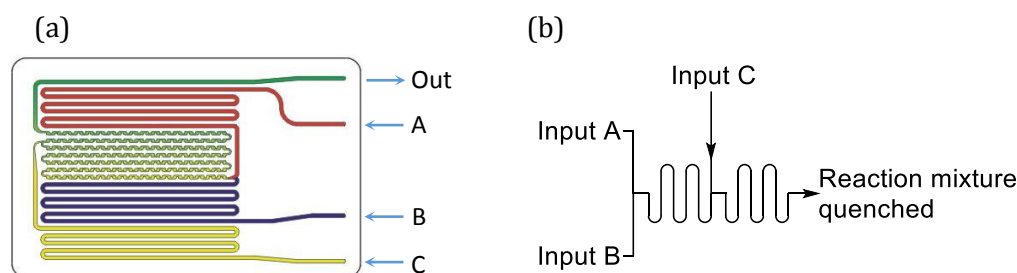 (a)
Out
A
B
C
(b)
Input C
Input A
Input B
Reaction mixture
quenched